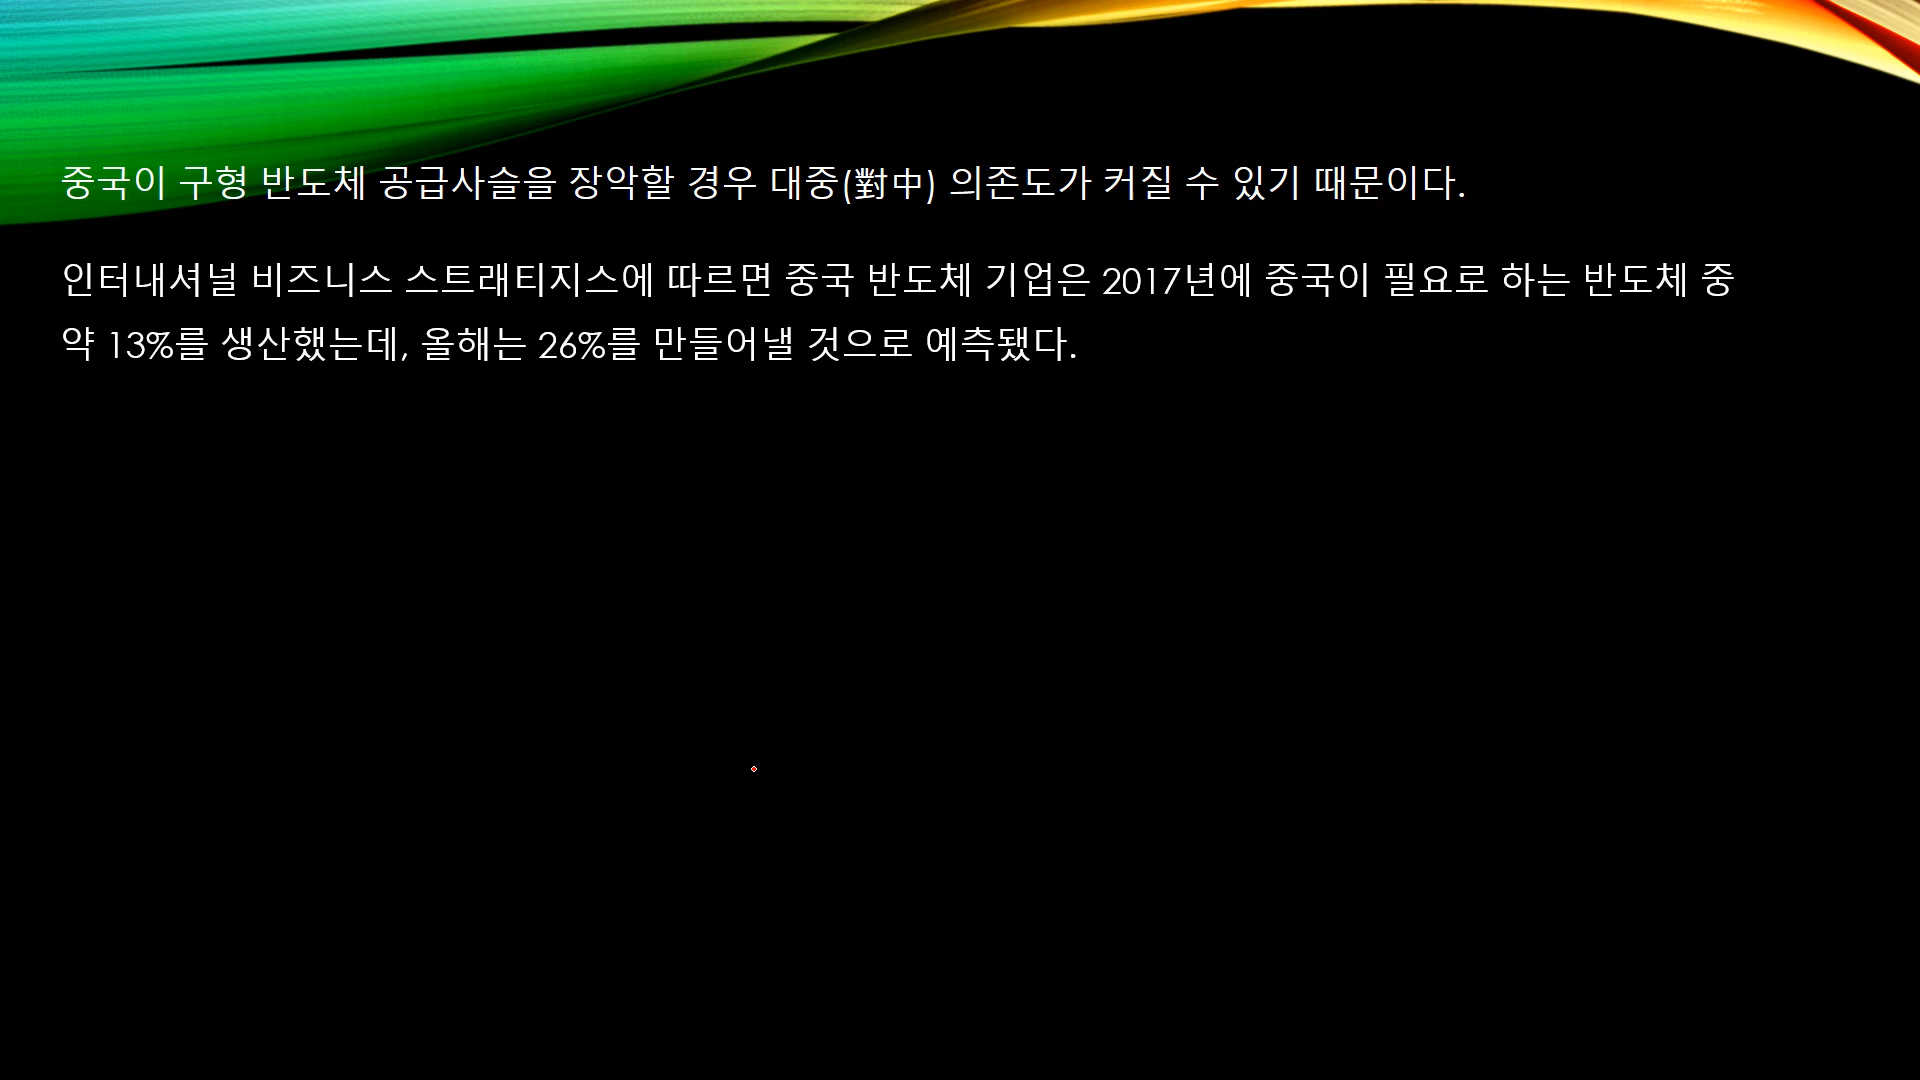 중국이 구형 반도체 공급사슬을 장악할 경우 대중(對中) 의존도가 커질 수 있기 때문이다.
인터내셔널 비즈니스 스트래티지스에 따르면 중국 반도체 기업은 2017년에 중국이 필요로 하는 반도체 중
약 13%를 생산했는데, 올해는 26%를 만들어낼 것으로 예측됐다.